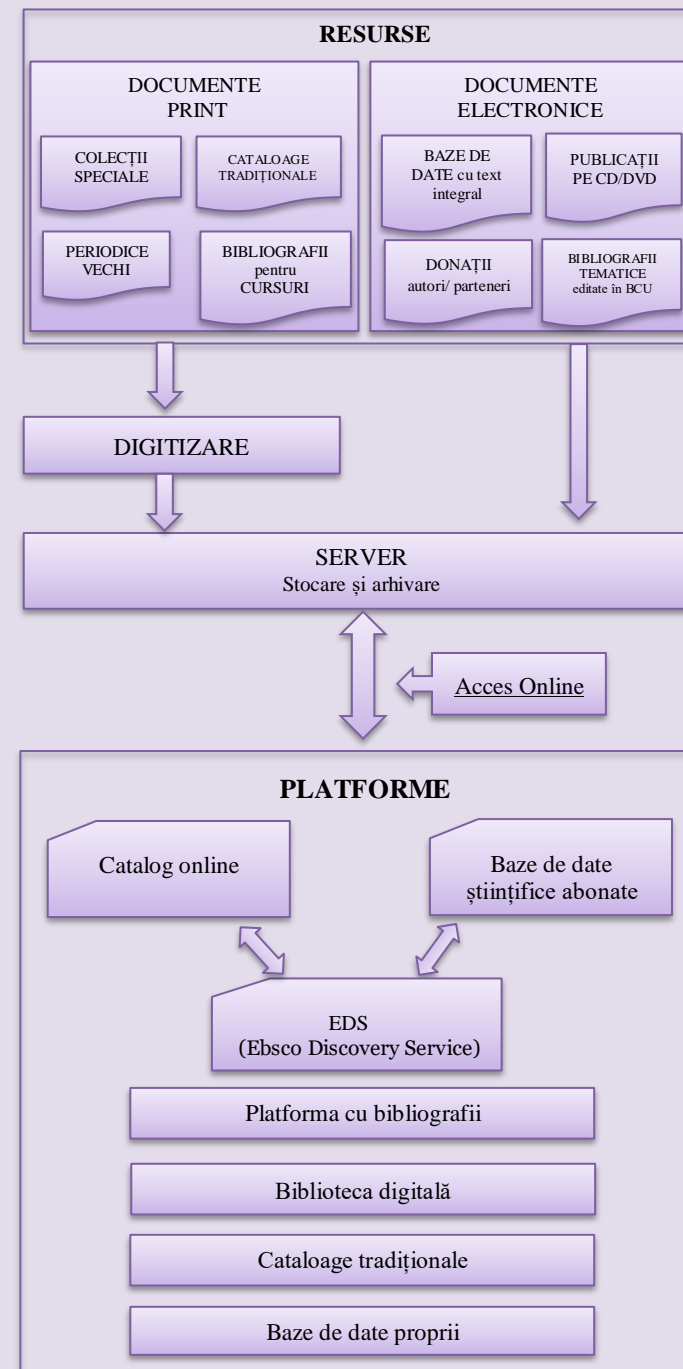 RESURSE
DOCUMENTE
PRINT
COLECȚII
SPECIALE
CATALOAGE
TRADIȚIONALE
PERIODICE
VECHI
BIBLIOGRAFII
pentru
CURSURI
DOCUMENTE
ELECTRONICE
BAZE DE
DATE cu text
integral
PUBLICAȚII
PE CD/DVD
DONAȚII
autori/ parteneri
BIBLIOGRAFII
TEMATICE
editate în BCU
DIGITIZARE
SERVER
Stocare și arhivare
Acces Online
PLATFORME
Catalog online
Baze de date
științifice abonate
EDS
(Ebsco Discovery Service)
Platforma cu bibliografii
Biblioteca digitală
Cataloage tradiționale
Baze de date proprii